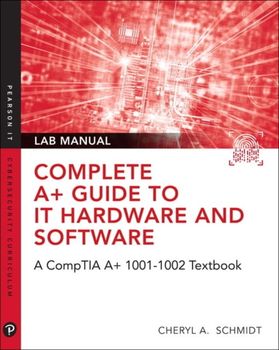 PEARSON IT
CYBERSECURITY CURRICULUM
LAB MANUAL
COMPLETE
A+ GUIDE TO
IT HARDWARE AND
SOFTWARE
A CompTIA A+ 1001-1002 Textbook
P
CHERYL A. SCHMIDT